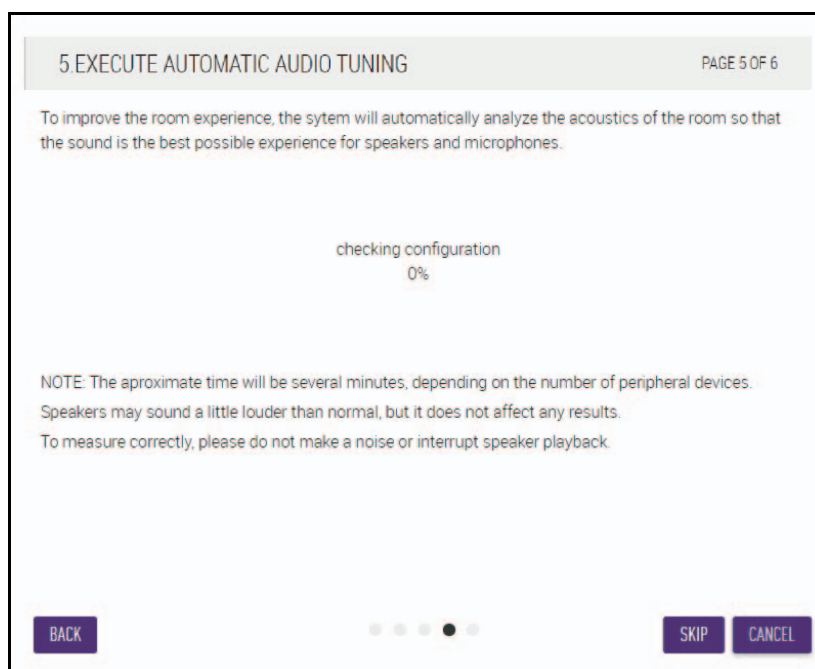 5.EXECUTE AUTOMATIC AUDIO TUNING PAGE 5 OF 6
To improve the room experience, the sytem will automatically analyze the acoustics of the room so that
the sound is the best possible experience for speakers and microphones.
checking configuration
0%
NOTE: The aproximate time will be several minutes, depending on the number of peripheral devices.
Speakers may sound a little louder than normal, but it does not affect any results.
To measure correctly, please do not make a noise or interrupt speaker playback.
BACK SKIP CANCEL